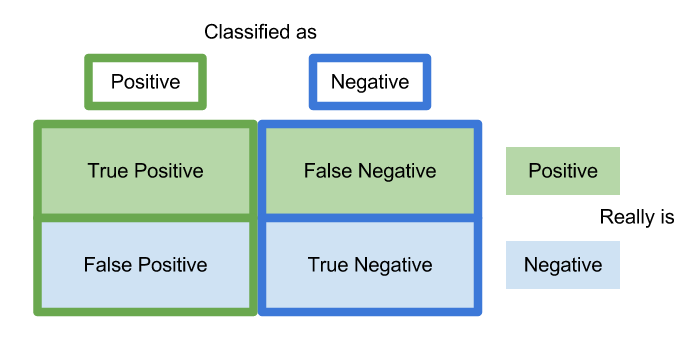 Classified as
Positive
Negative
True Positive
False Negative
Positive
Really is
False Positive
True Negative
Negative